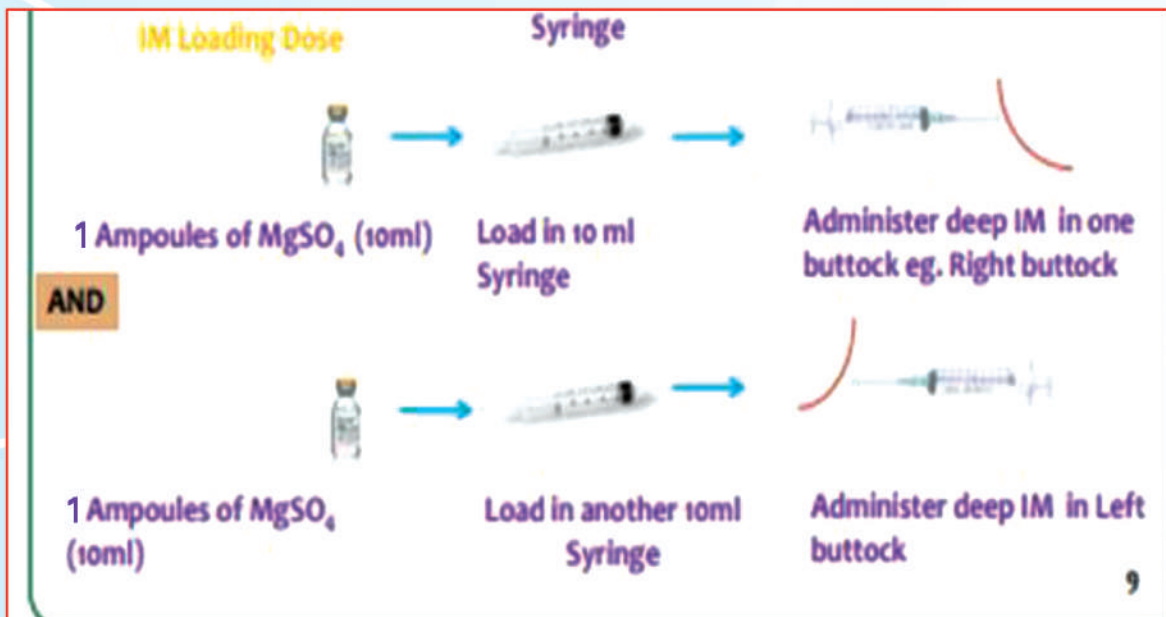 IM Loading Dose
Syringe
1 Ampoules of MgSO₄ (10ml)
Load in 10 ml
Syringe
Administer deep IM in one
buttock eg. Right buttock
AND
1 Ampoules of MgSO₄
(10ml)
Load in another 10ml
Syringe
Administer deep IM in Left
buttock
9